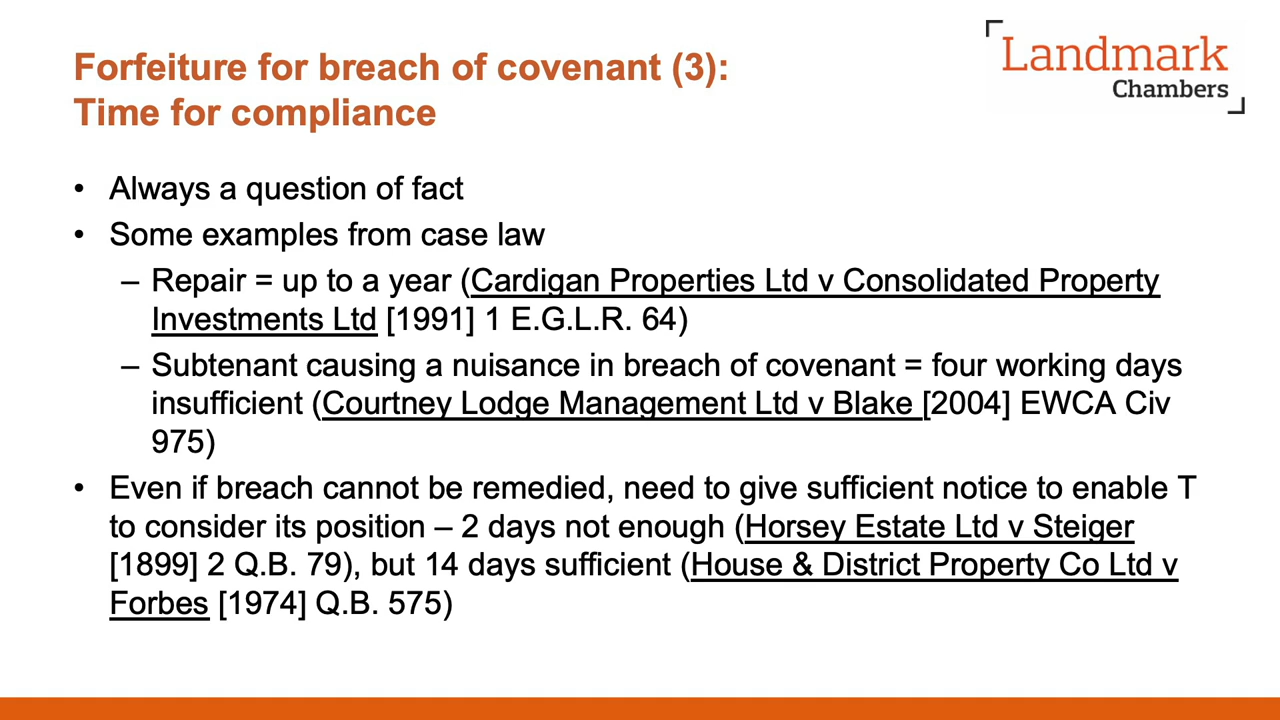 Forfeiture for breach of covenant (3):
Time for compliance
Landmark
Chambers
• Always a question of fact
• Some examples from case law
– Repair = up to a year (Cardigan Properties Ltd v Consolidated Property
Investments Ltd [1991] 1 E.G.L.R. 64)
– Subtenant causing a nuisance in breach of covenant = four working days
insufficient (Courtney Lodge Management Ltd v Blake [2004] EWCA Civ
975)
• Even if breach cannot be remedied, need to give sufficient notice to enable T
to consider its position – 2 days not enough (Horsey Estate Ltd v Steiger
[1899] 2 Q.B. 79), but 14 days sufficient (House & District Property Co Ltd v
Forbes [1974] Q.B. 575)